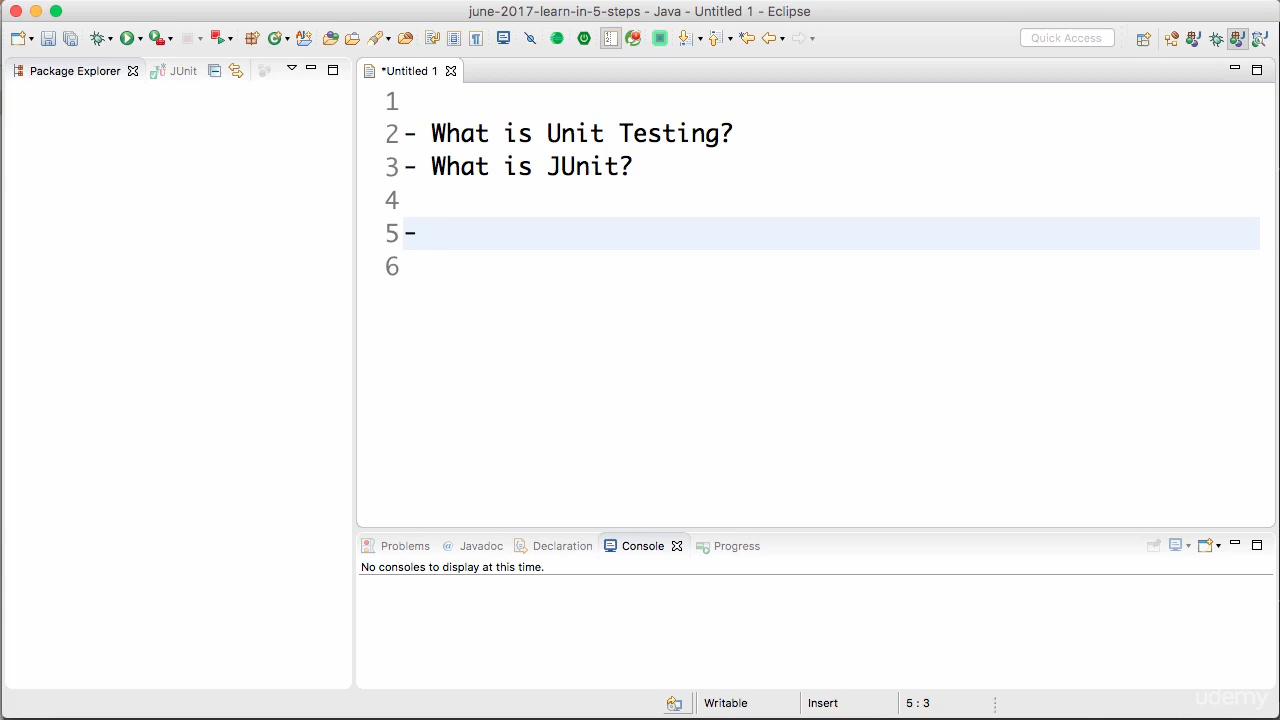 june-2017-learn-in-5-steps - Java - Untitled 1 - Eclipse
Quick Access
Package Explorer JUnit
*Untitled 1
1
2 - What is Unit Testing?
3 - What is JUnit?
4
5 -
6
Problems @ Javadoc Declaration Console Progress
No consoles to display at this time.
Writable Insert 5 : 3
udemy